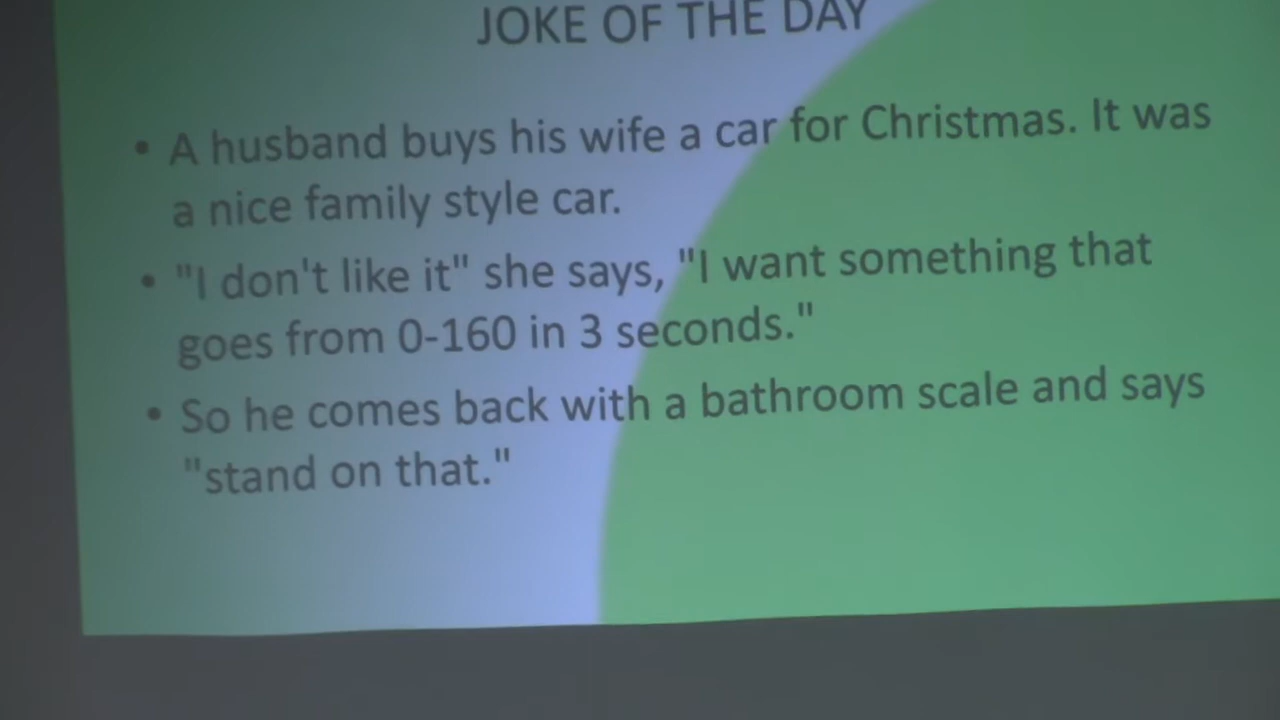 JOKE OF THE DAY
• A husband buys his wife a car for Christmas. It was
a nice family style car.
• "I don't like it" she says, "I want something that
goes from 0-160 in 3 seconds."
• So he comes back with a bathroom scale and says
"stand on that."